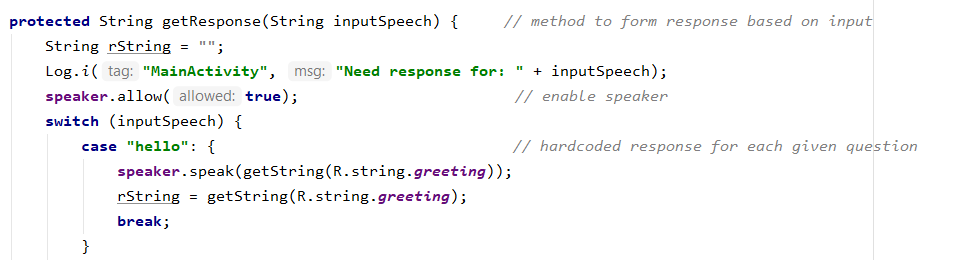 protected String getResponse(String inputSpeech) { // method to form response based on input
String rString = "";
Log.i( tag: "MainActivity", msg: "Need response for: " + inputSpeech);
speaker.allow( allowed: true); // enable speaker
switch (inputSpeech) {
case "hello": { // hardcoded response for each given question
speaker.speak(getString(R.string.greeting));
rString = getString(R.string.greeting);
break;
}